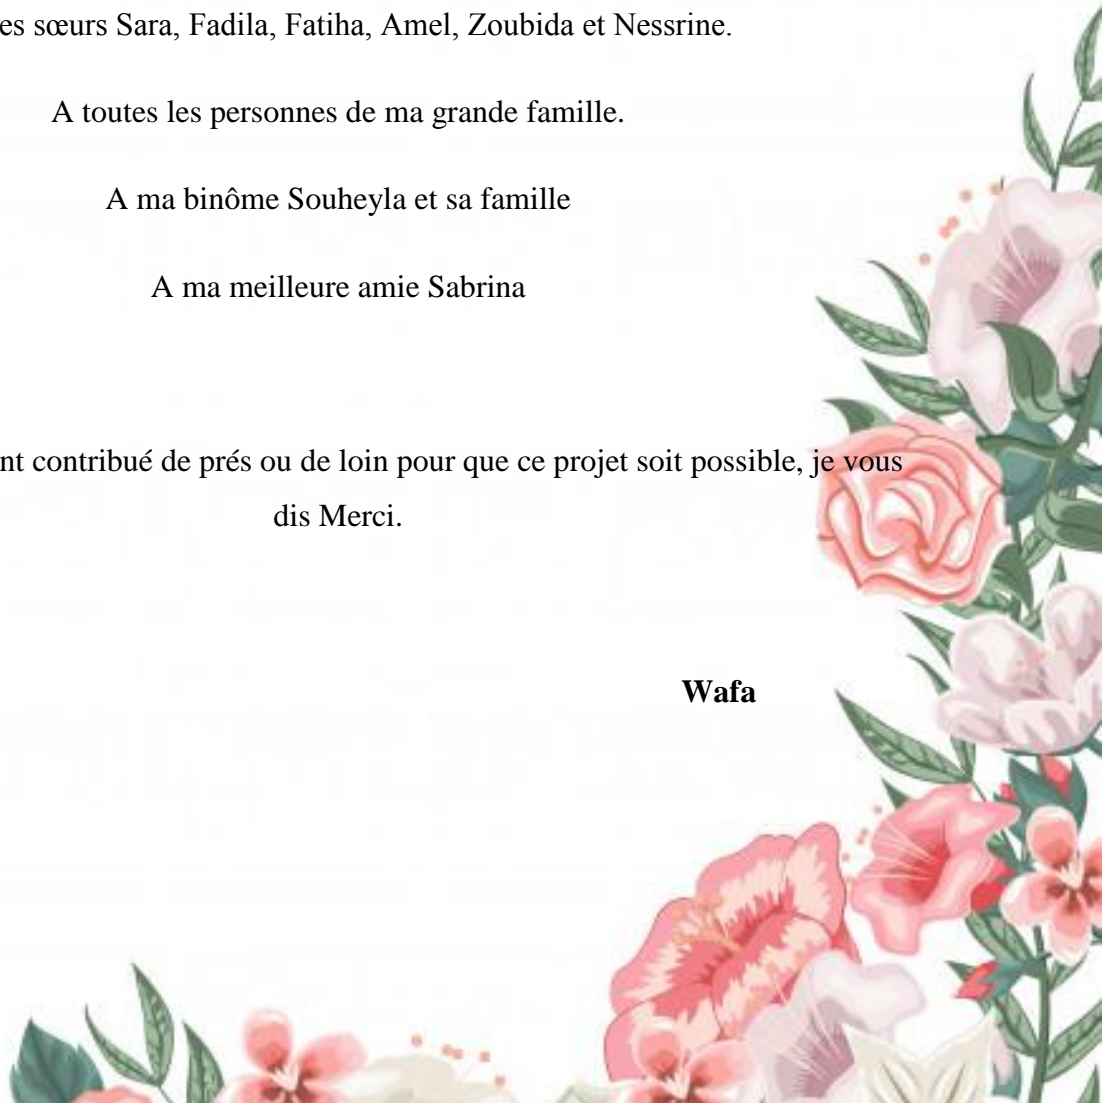 es sœurs Sara, Fadila, Fatiha, Amel, Zoubida et Nessrine.
A toutes les personnes de ma grande famille.
A ma binôme Souheyla et sa famille
A ma meilleure amie Sabrina
nt contribué de prés ou de loin pour que ce projet soit possible, je vous
dis Merci.
Wafa